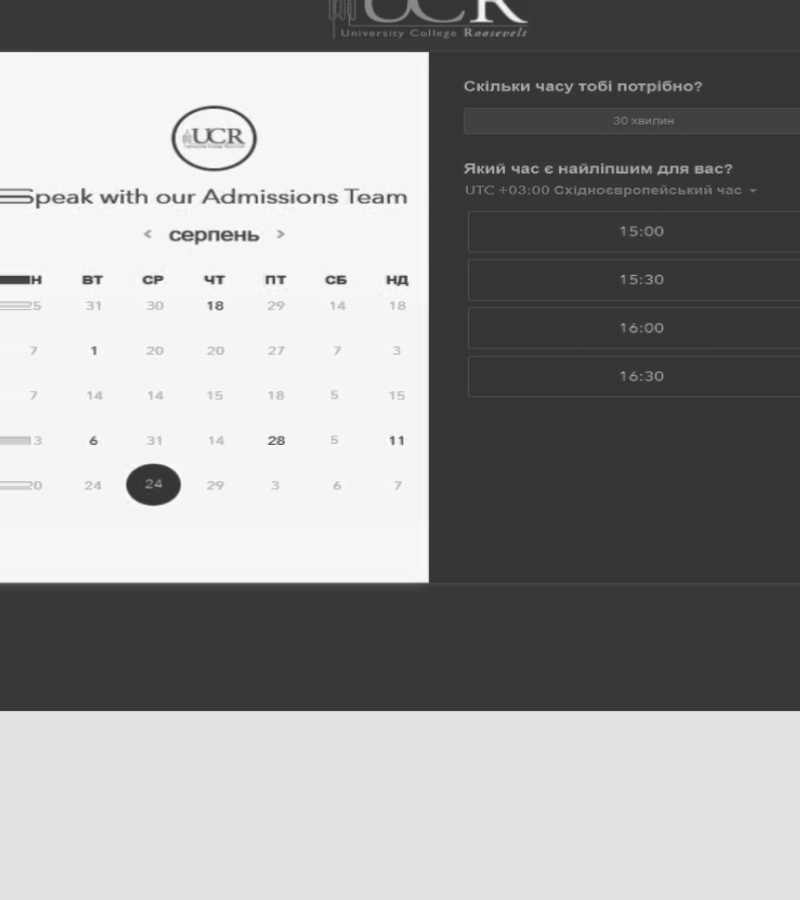 UCR
University College Roosevelt
UCR
Speak with our Admissions Team
< серпень >
Н ВТ СР ЧТ ПТ СБ НД
25 31 30 18 29 14 18
7 1 20 20 27 7 3
7 14 14 15 18 5 15
3 6 31 14 28 5 11
20 24 24 29 3 6 7
Скільки часу тобі потрібно?
30 хвилин
Який час є найліпшим для вас?
UTC +03:00 Східноєвропейський час
15:00
15:30
16:00
16:30